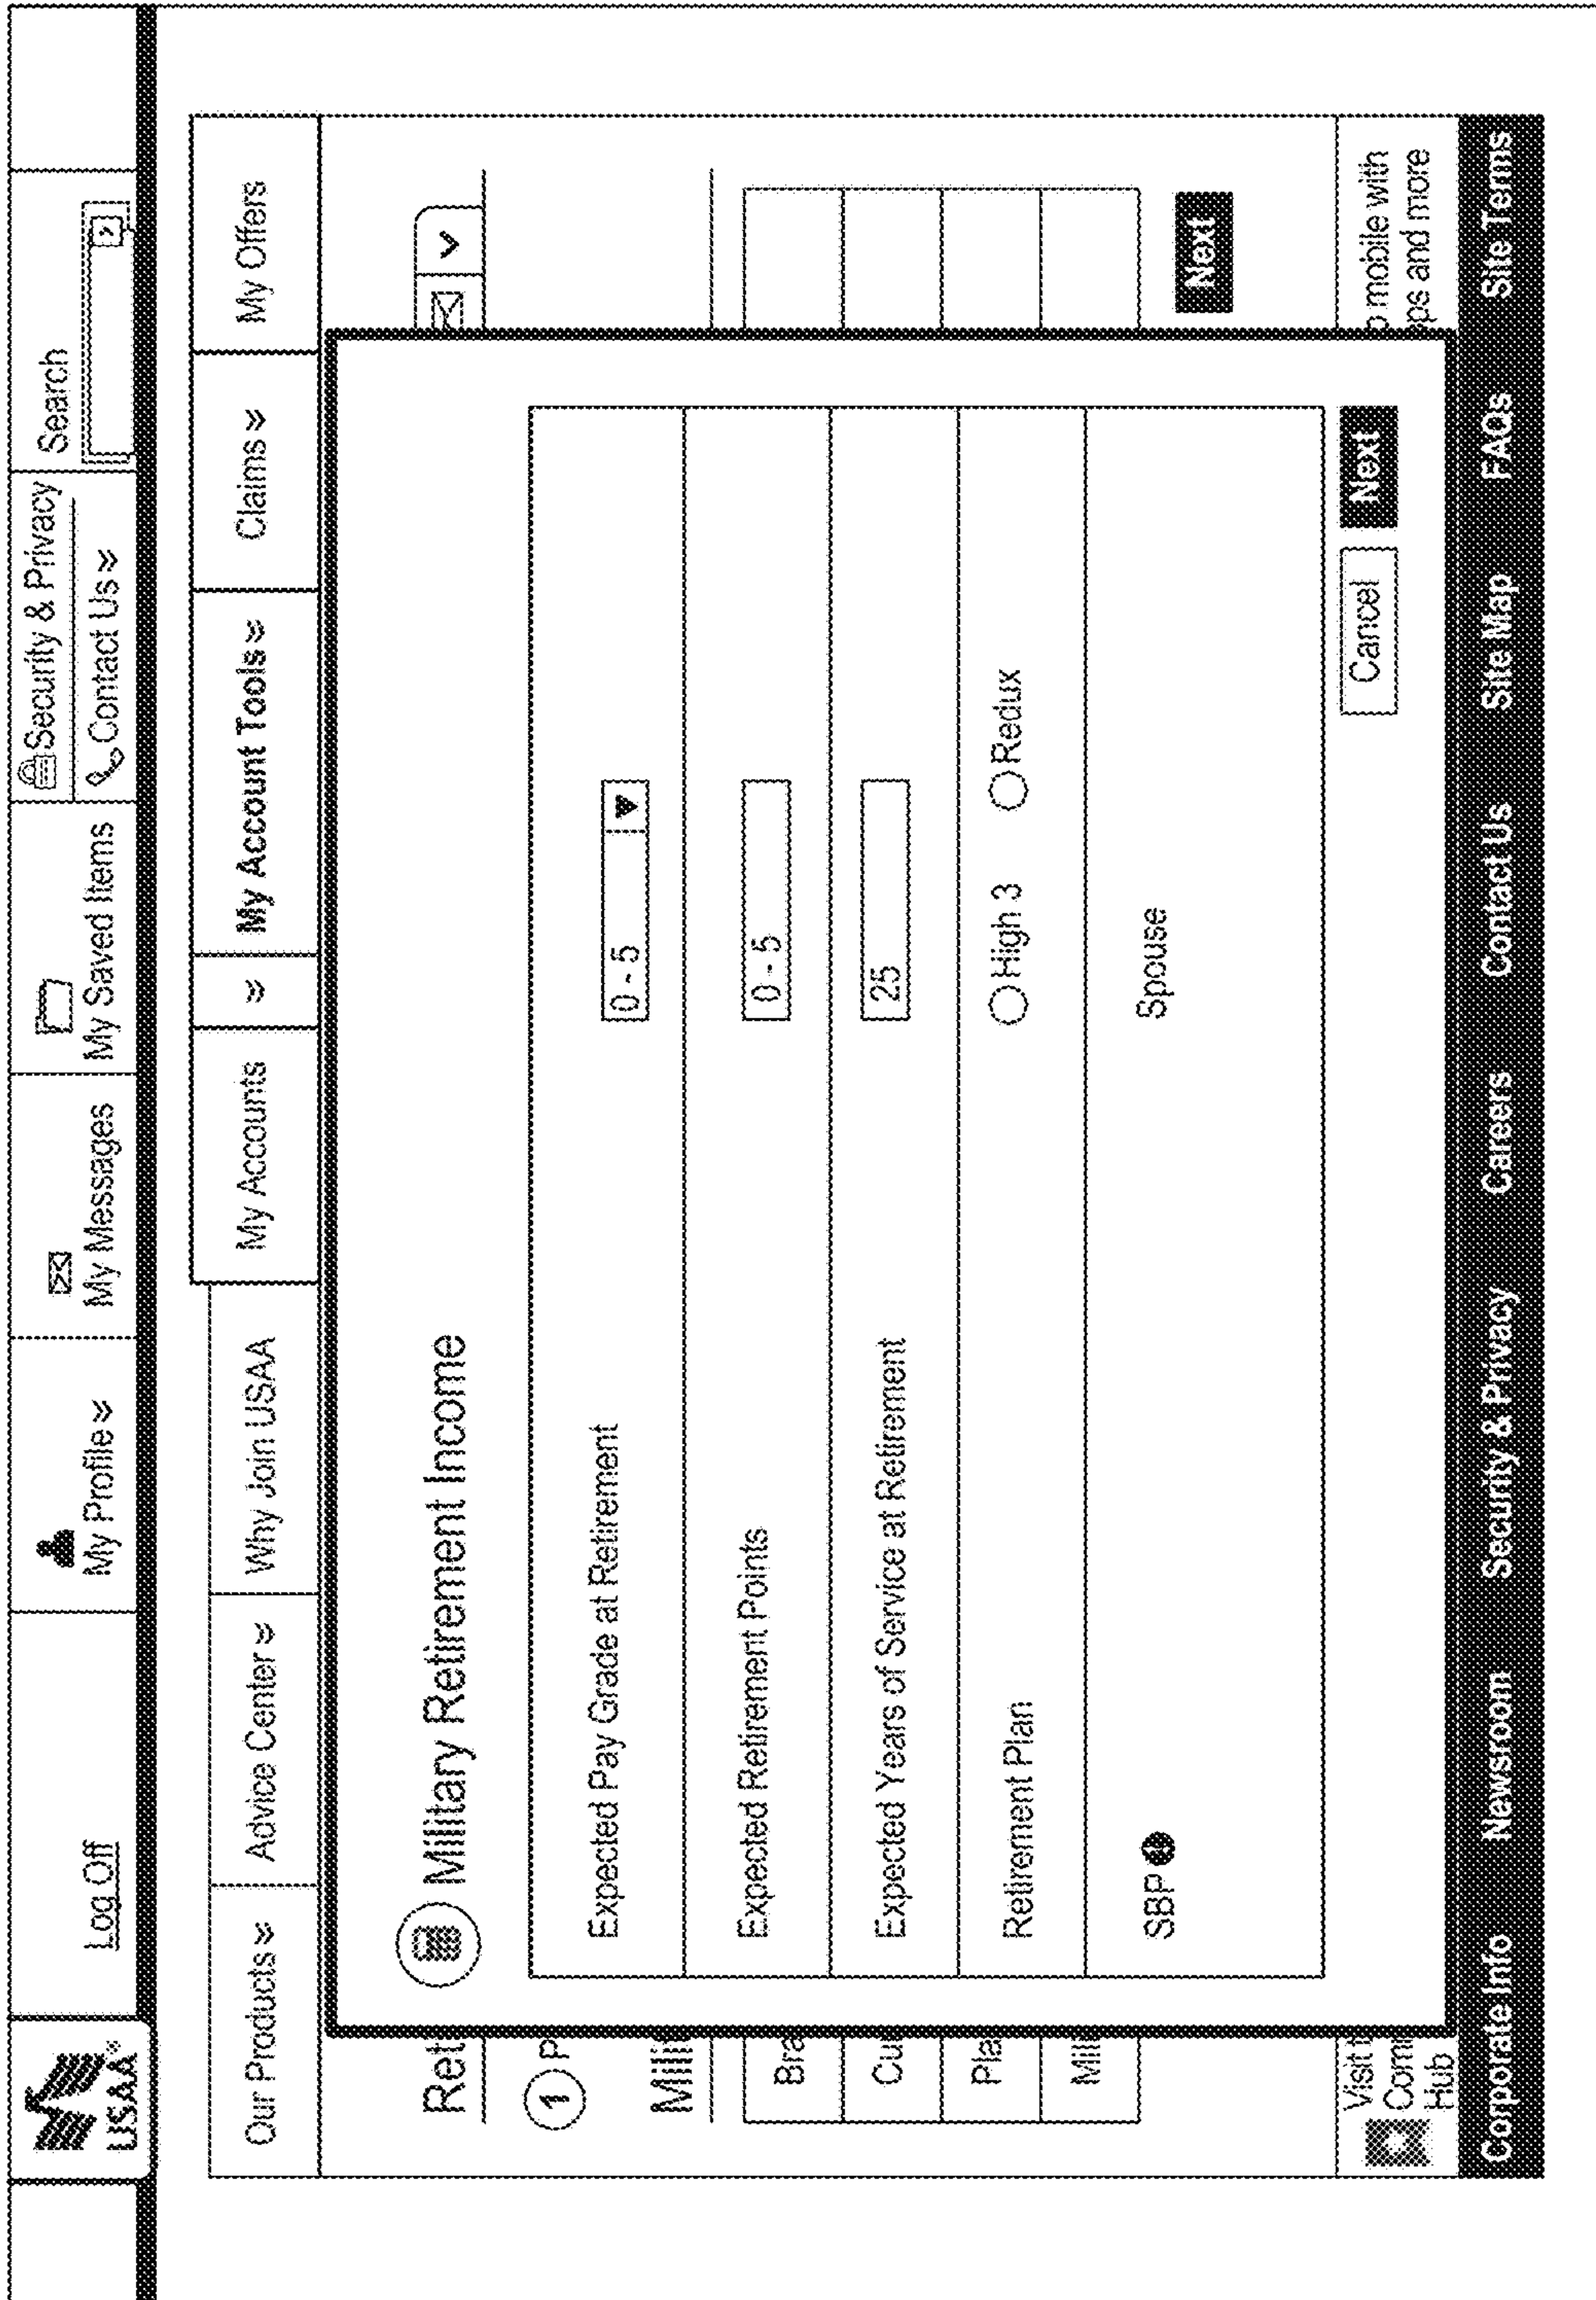 USAA®
Log Off
My Profile
My Messages
My Saved Items
Security & Privacy
Contact Us
Search
Our Products
Advice Center
Why Join USAA
My Accounts
My Account Tools
Claims
My Offers
Ret
1 P
Milit
Bra
Cu
Pla
Mili
Next
Military Retirement Income
Expected Pay Grade at Retirement 0 - 5
Expected Retirement Points 0 - 5
Expected Years of Service at Retirement 25
Retirement Plan High 3 Redux
SBP Spouse
Cancel Next
Visit t
Com
Hub
mobile with
ps and more
Corporate Info Newsroom Security & Privacy Careers Contact Us Site Map FAQs Site Terms